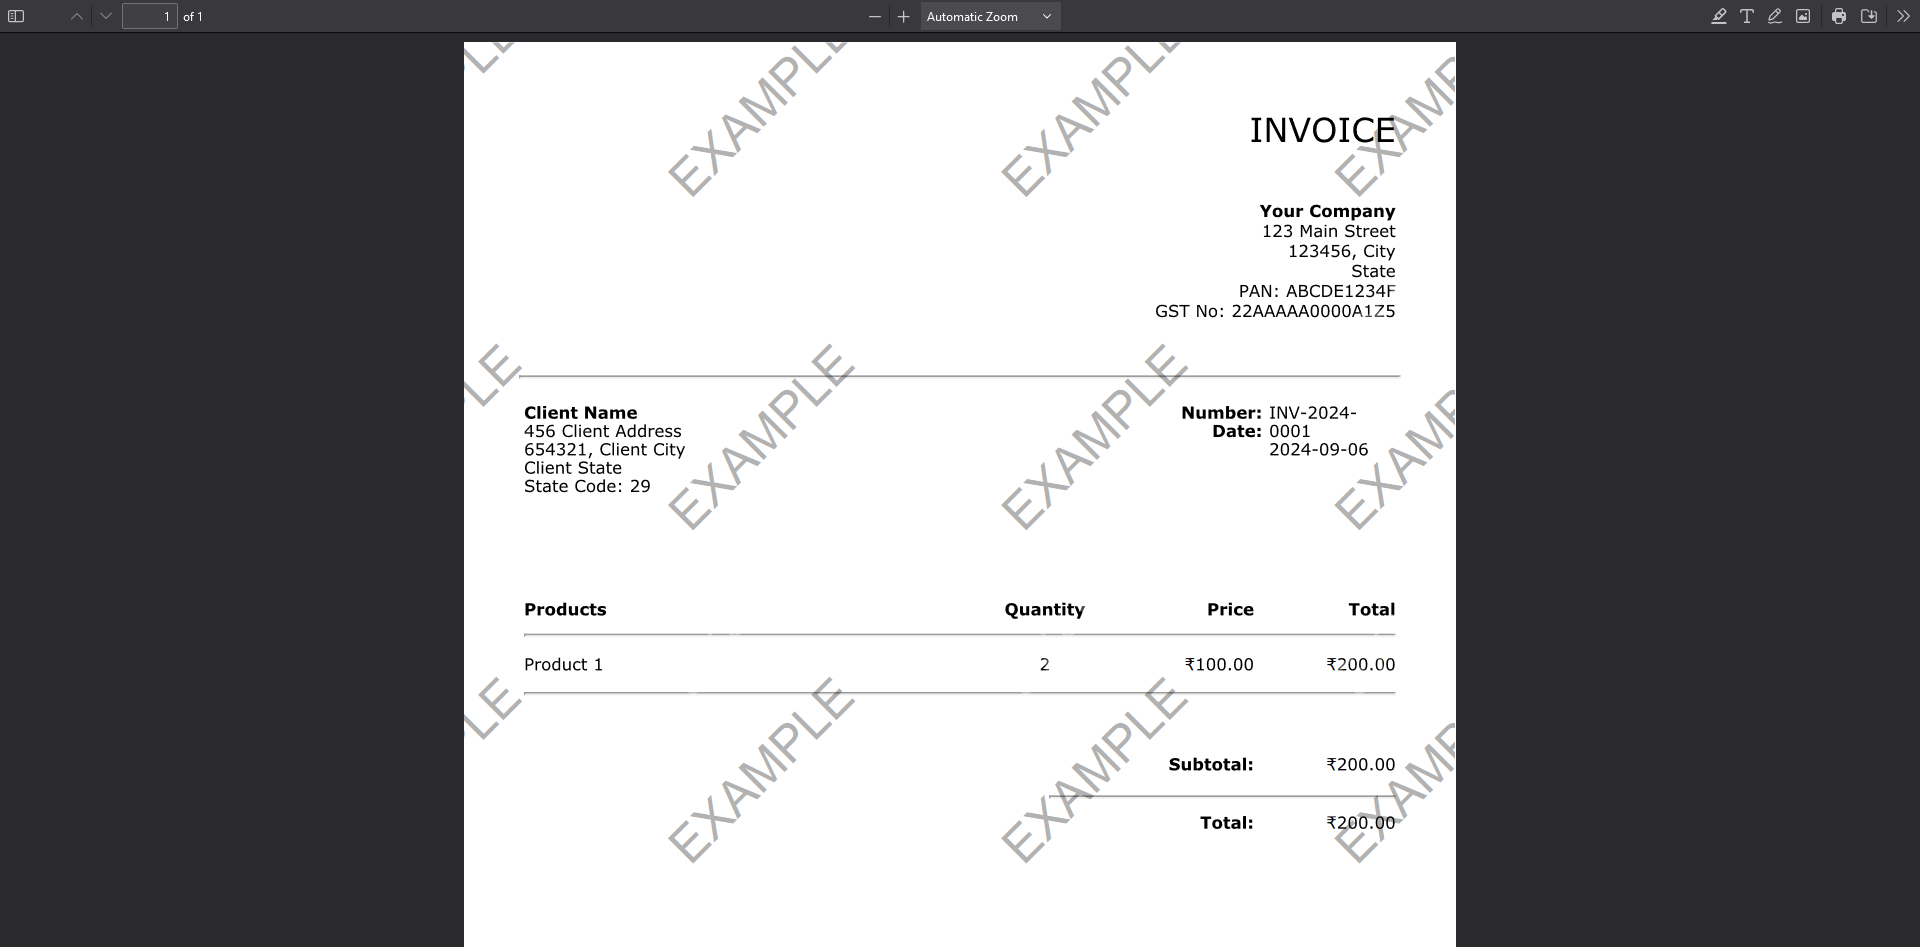 1 of 1 Automatic Zoom
EXAMPLE EXAMPLE
INVOICE
Your Company
123 Main Street
123456, City
State
PAN: ABCDE1234F
GST No: 22AAAAA0000A1Z5
EXAMPLE EXAMPLE
Client Name
456 Client Address
654321, Client City
Client State
State Code: 29
Number: INV-2024-
Date: 0001
2024-09-06
Products Quantity Price Total
Product 1 2 ₹100.00 ₹200.00
EXAMPLE EXAMPLE
Subtotal: ₹200.00
Total: ₹200.00